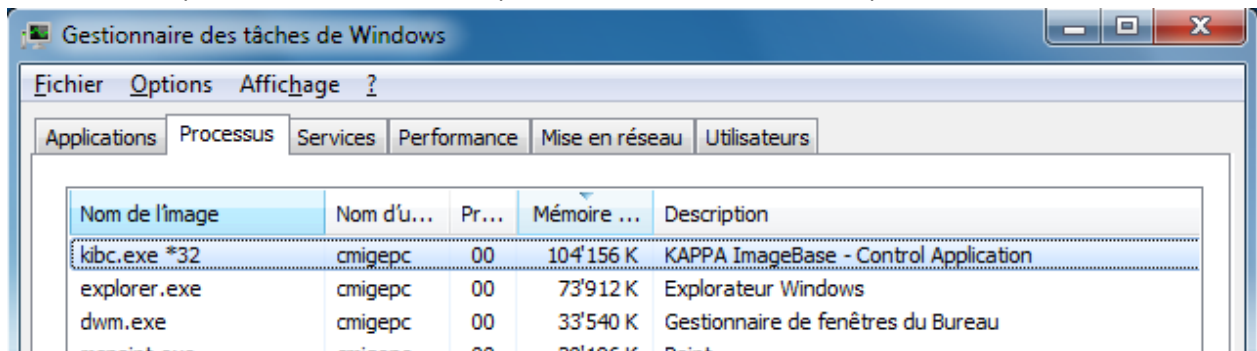 Gestionnaire des tâches de Windows
Fichier Options Affichage ?
Applications Processus Services Performance Mise en réseau Utilisateurs
Nom de l'image Nom d'u... Pr... Mémoire ... Description
kibc.exe *32 cmigepc 00 104'156 K KAPPA ImageBase - Control Application
explorer.exe cmigepc 00 73'912 K Explorateur Windows
dwm.exe cmigepc 00 33'540 K Gestionnaire de fenêtres du Bureau